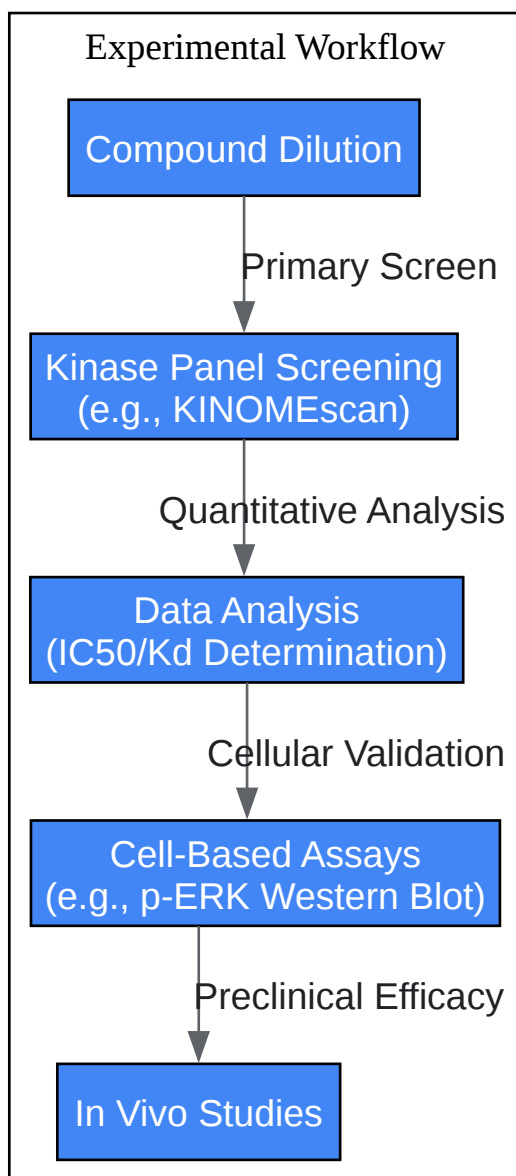 Experimental Workflow
Compound Dilution
Primary Screen
Kinase Panel Screening
(e.g., KINOMEscan)
Quantitative Analysis
Data Analysis
(IC50/Kd Determination)
Cellular Validation
Cell-Based Assays
(e.g., p-ERK Western Blot)
Preclinical Efficacy
In Vivo Studies